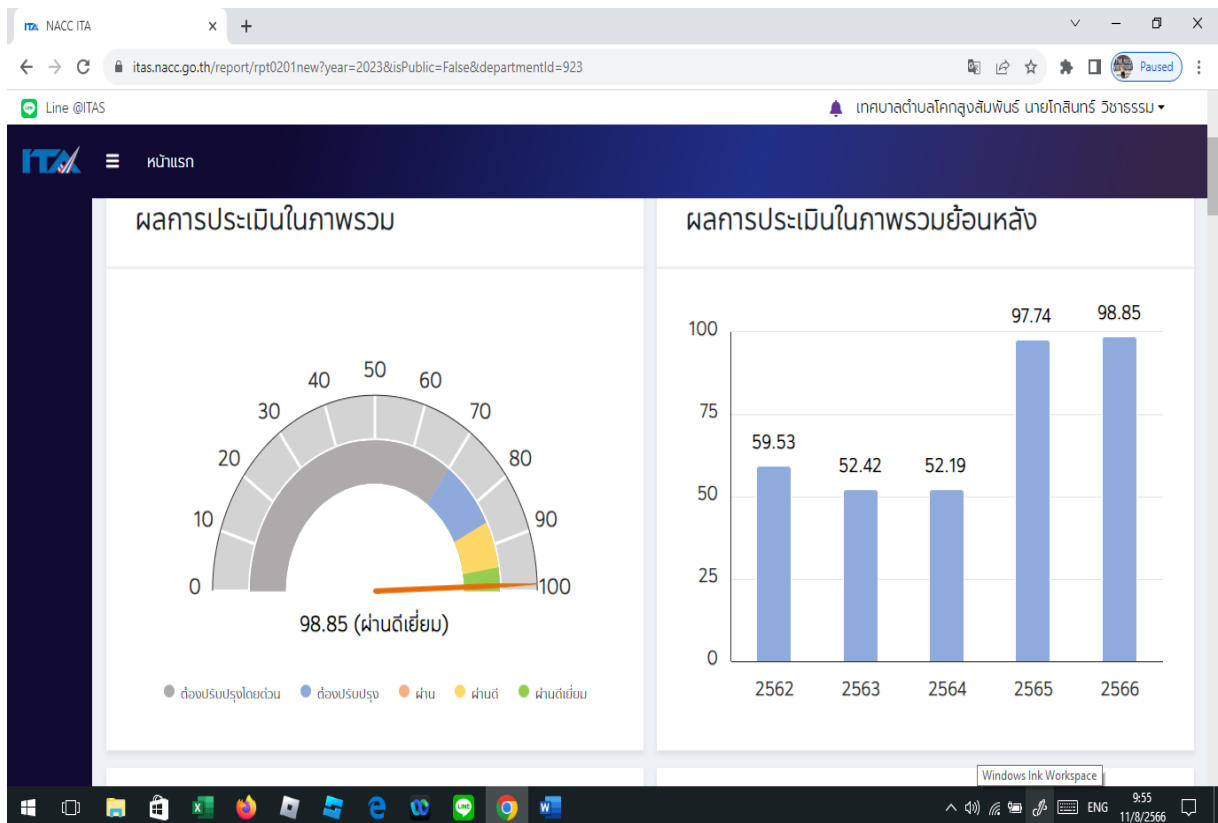 ITA NACC ITA
itas.nacc.go.th/report/rpt0201new?year=2023&isPublic=False&departmentId=923
Paused
Line @ITAS
เทศบาลตำบลโคกสูงสัมพันธ์ นายโกสินทร์ วิชาธรรม
ITA
หน้าแรก
ผลการประเมินในภาพรวม
0
10
20
30
40
50
60
70
80
90
100
98.85 (ผ่านดีเยี่ยม)
ต้องปรับปรุงโดยด่วน ต้องปรับปรุง ผ่าน ผ่านดี ผ่านดีเยี่ยม
ผลการประเมินในภาพรวมย้อนหลัง
100
75
50
25
0
59.53
52.42
52.19
97.74
98.85
2562 2563 2564 2565 2566
Windows Ink Workspace
ENG
9:55
11/8/2566